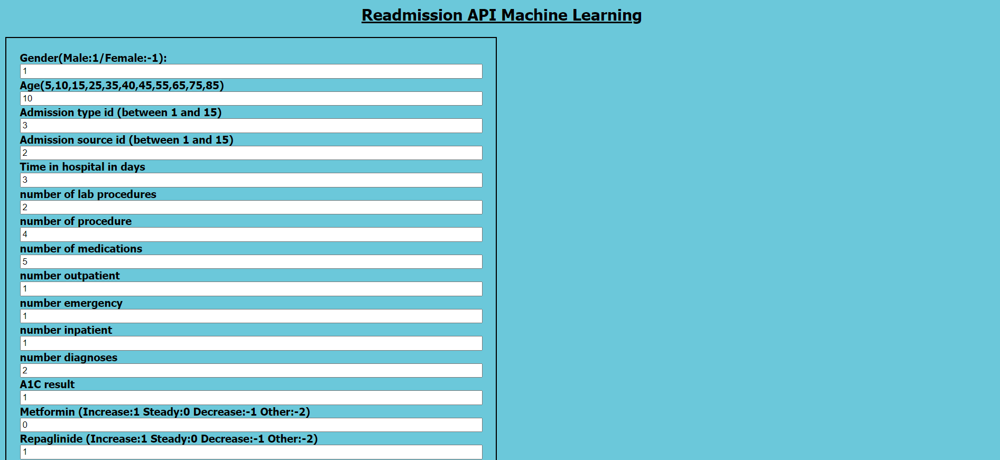 Readmission API Machine Learning
Gender(Male:1/Female:-1):
1
Age(5,10,15,25,35,40,45,55,65,75,85)
10
Admission type id (between 1 and 15)
3
Admission source id (between 1 and 15)
2
Time in hospital in days
3
number of lab procedures
2
number of procedure
4
number of medications
5
number outpatient
1
number emergency
1
number inpatient
1
number diagnoses
2
A1C result
1
Metformin (Increase:1 Steady:0 Decrease:-1 Other:-2)
0
Repaglinide (Increase:1 Steady:0 Decrease:-1 Other:-2)
1